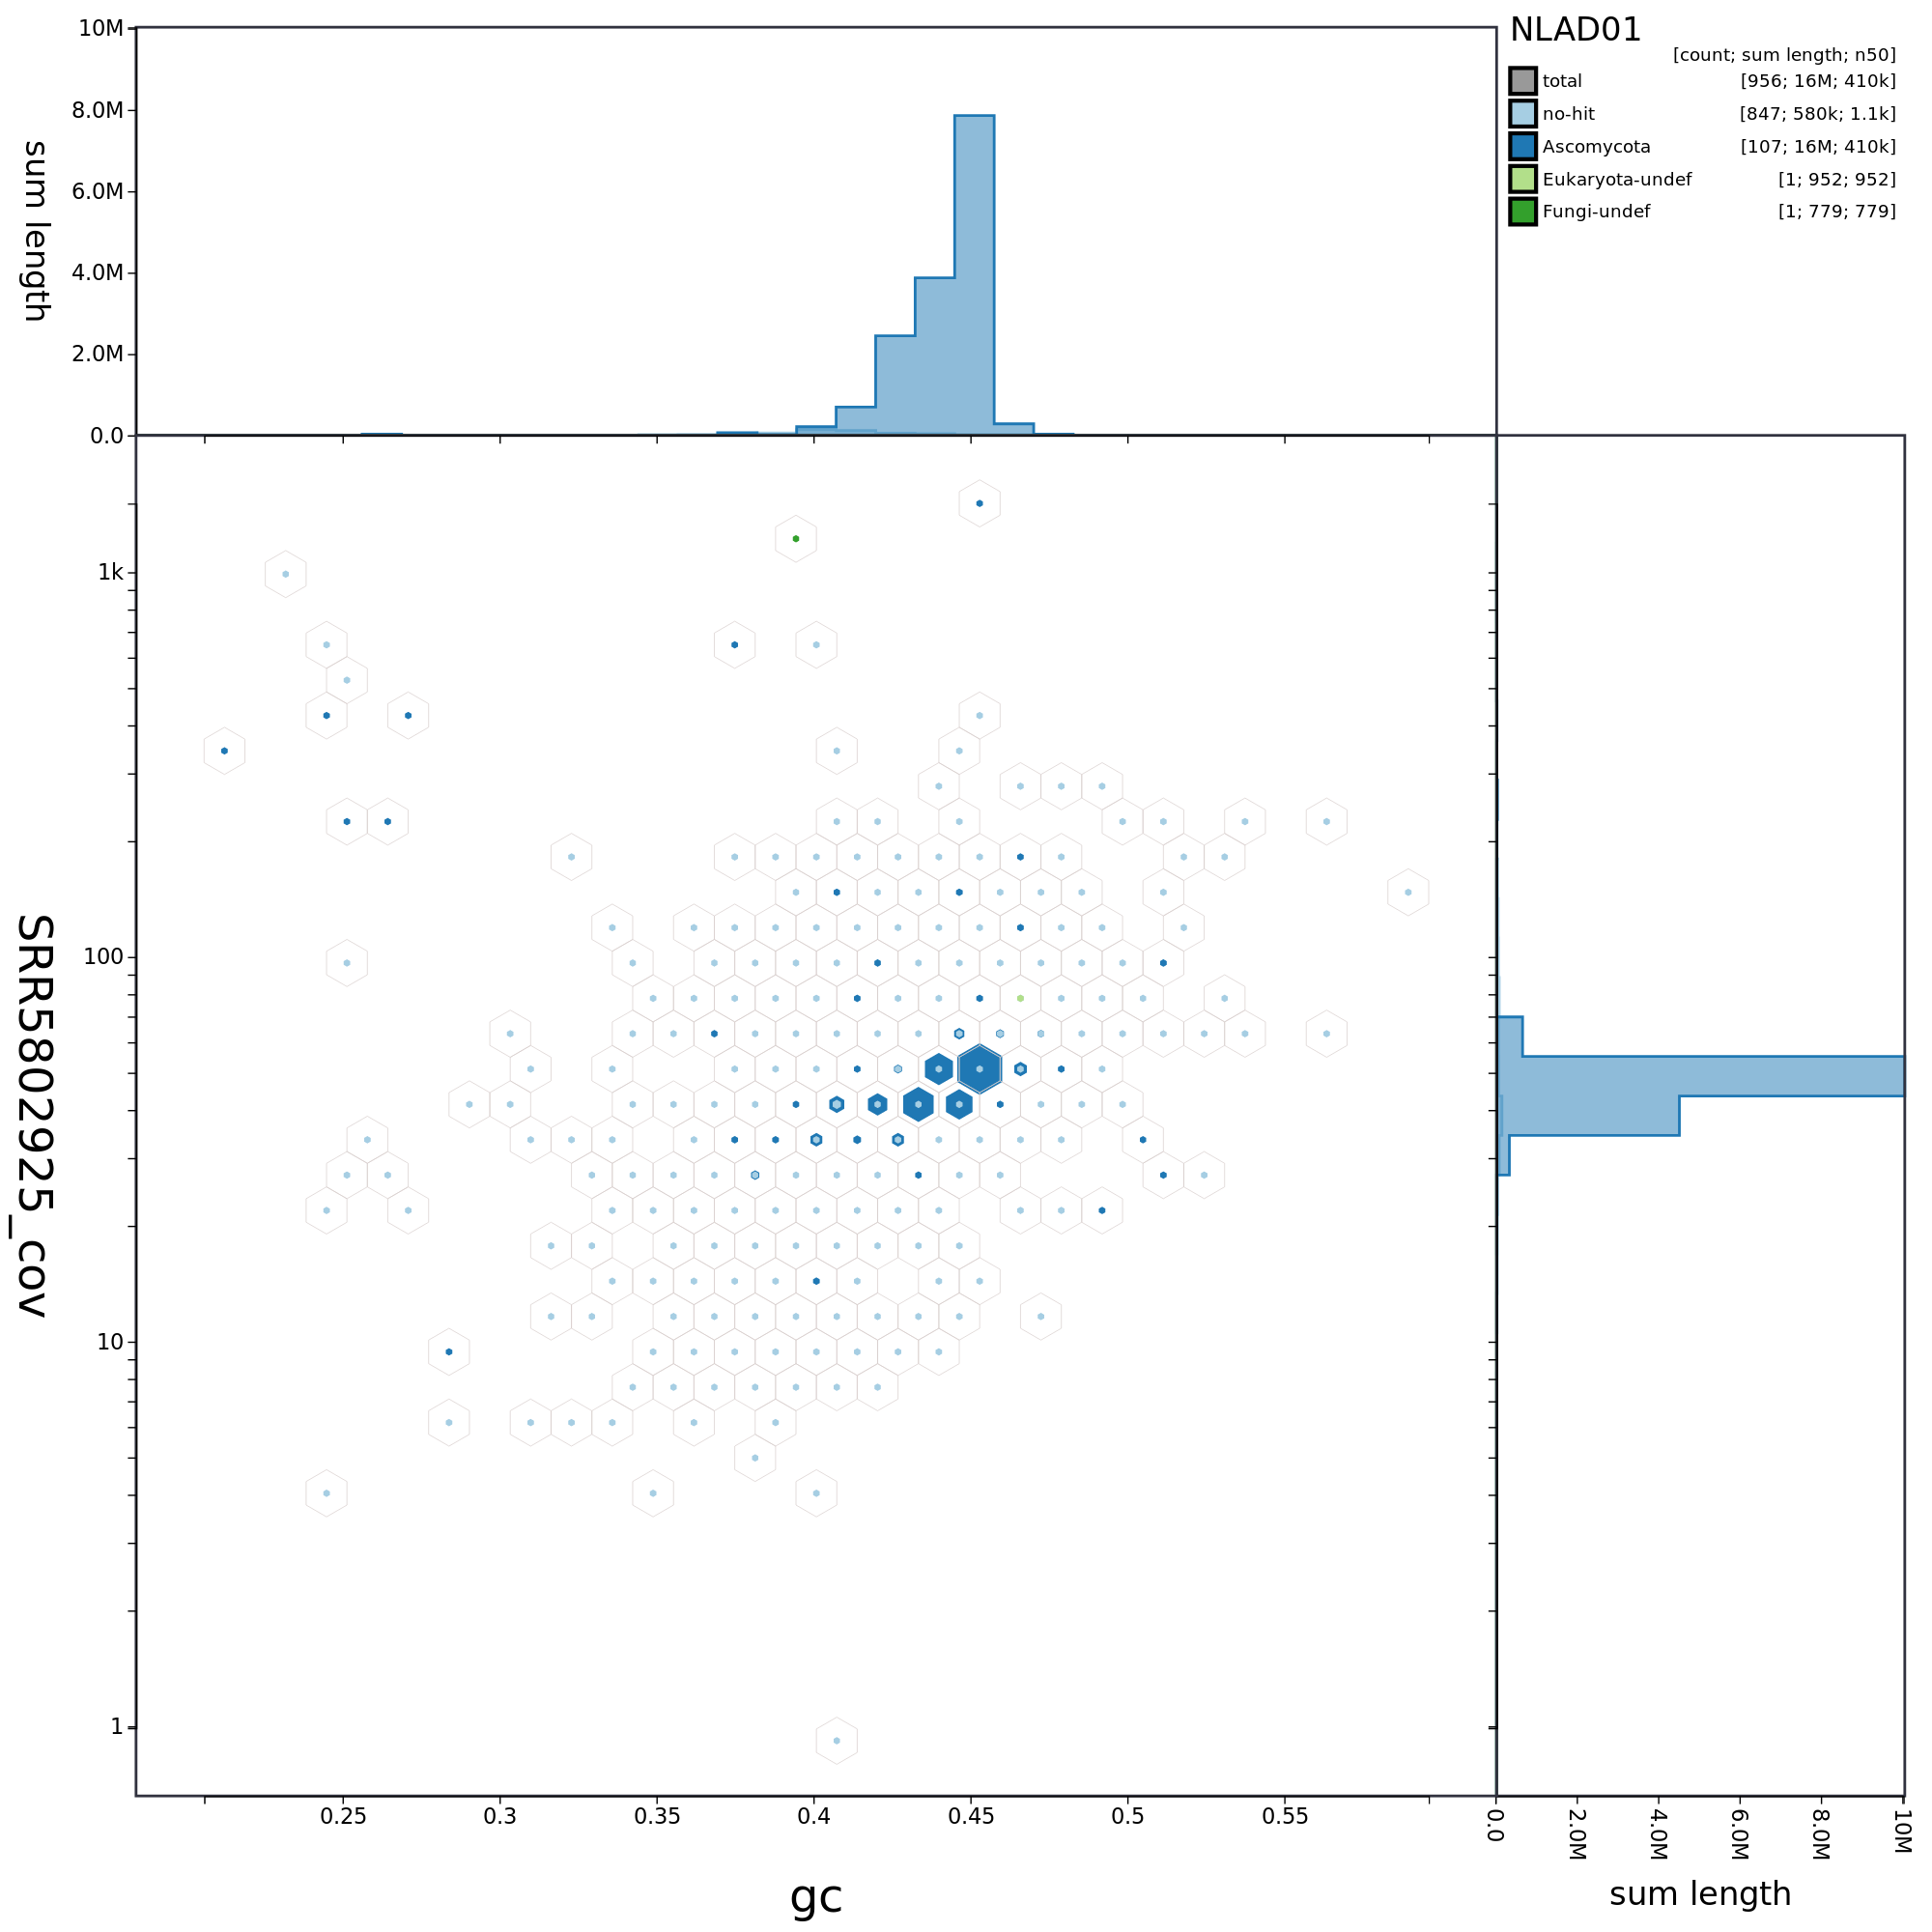 NLAD01
[count; sum length; n50]
total [956; 16M; 410k]
no-hit [847; 580k; 1.1k]
Ascomycota [107; 16M; 410k]
Eukaryota-undef [1; 952; 952]
Fungi-undef [1; 779; 779]
10M
8.0M
6.0M
4.0M
2.0M
0.0
sum length
1k
100
10
1
SRR5802925_cov
0.25 0.3 0.35 0.4 0.45 0.5 0.55
gc
0.0 2.0M 4.0M 6.0M 8.0M 10M
sum length